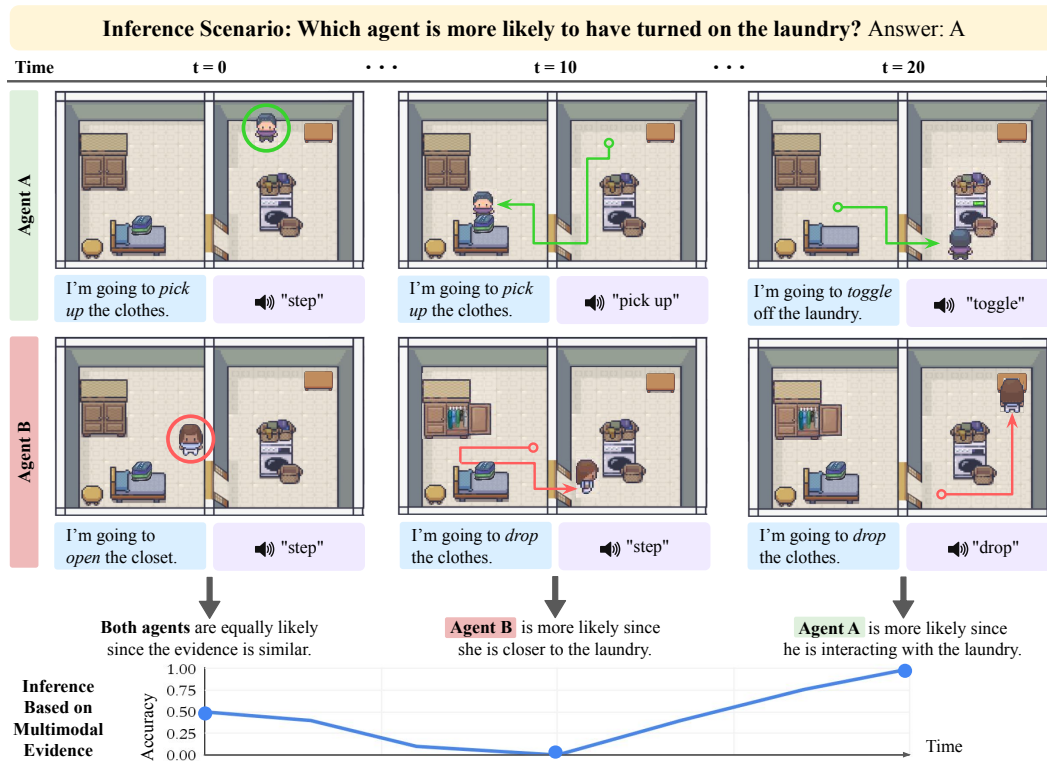 Inference Scenario: Which agent is more likely to have turned on the laundry? Answer: A
Time
t = 0
• • •
t = 10
• • •
t = 20
Agent A
I'm going to pick
up the clothes.
"step"
I'm going to pick
up the clothes.
"pick up"
I'm going to toggle
off the laundry.
"toggle"
Agent B
I'm going to
open the closet.
"step"
I'm going to drop
the clothes.
"step"
I'm going to drop
the clothes.
"drop"
Both agents are equally likely
since the evidence is similar.
Agent B is more likely since
she is closer to the laundry.
Agent A is more likely since
he is interacting with the laundry.
Inference
Based on
Multimodal
Evidence
Accuracy
1.00
0.75
0.50
0.25
0.00
Time